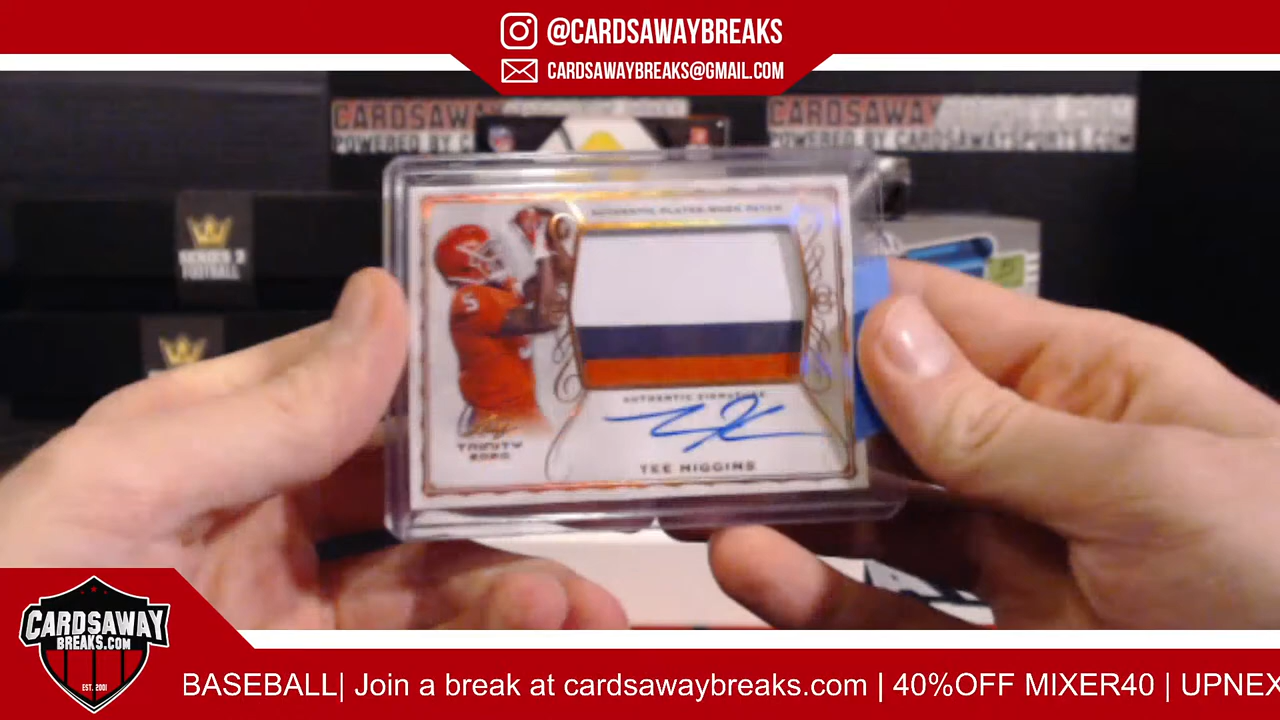 @CARDSAWAYBREAKS
CARDSAWAYBREAKS@GMAIL.COM
CARDSAWAY
CARDSAWAY
POWERED BY C
POWERED BY CARDSAWAYSPORTS.COM
SERIES 2
FOOTBALL
AUTHENTIC PLAYER-WORN PATCH
5
AUTHENTIC SIGNATURE
TRINITY
2020
TEE HIGGINS
CARDSAWAY
BREAKS.COM
EST. 2001
BASEBALL| Join a break at cardsawaybreaks.com | 40%OFF MIXER40 | UPNEX